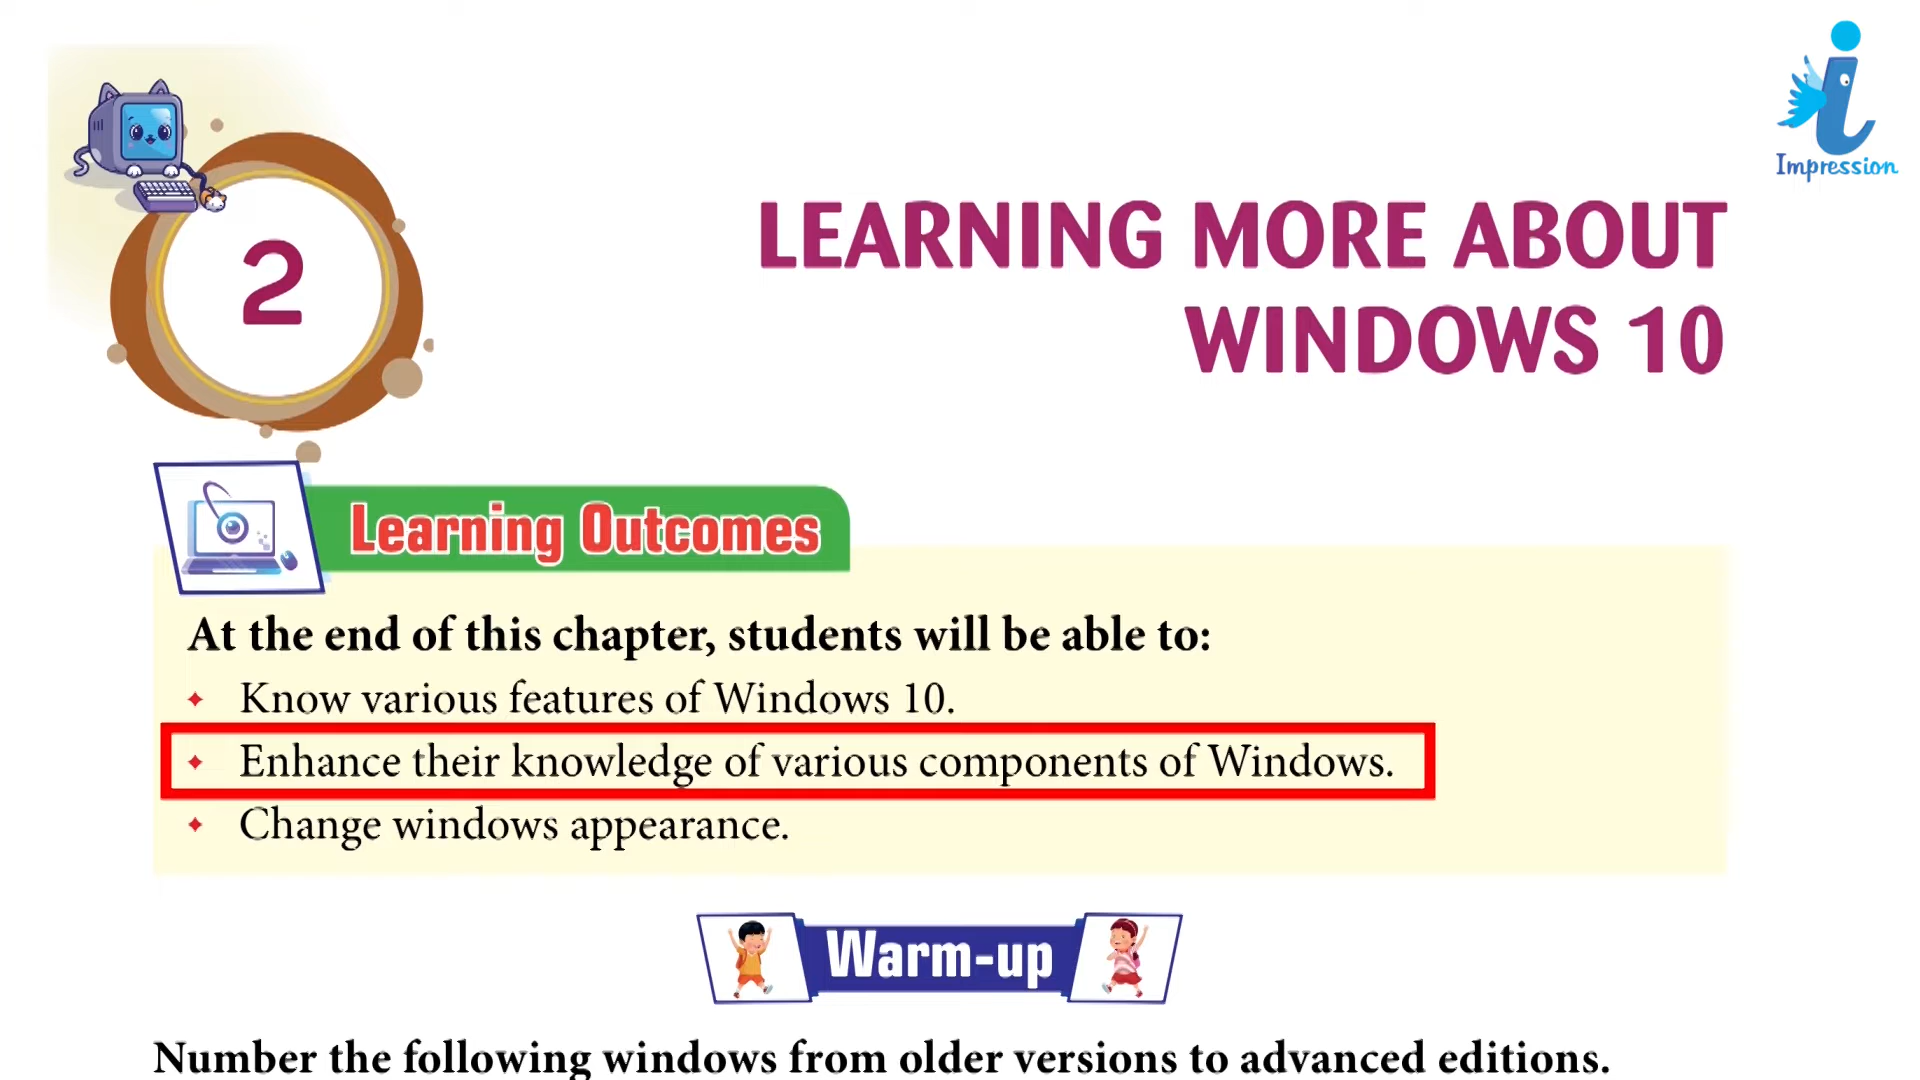 Impression
2
LEARNING MORE ABOUT
WINDOWS 10
Learning Outcomes
At the end of this chapter, students will be able to:
Know various features of Windows 10.
Enhance their knowledge of various components of Windows.
Change windows appearance.
Warm-up
Number the following windows from older versions to advanced editions.